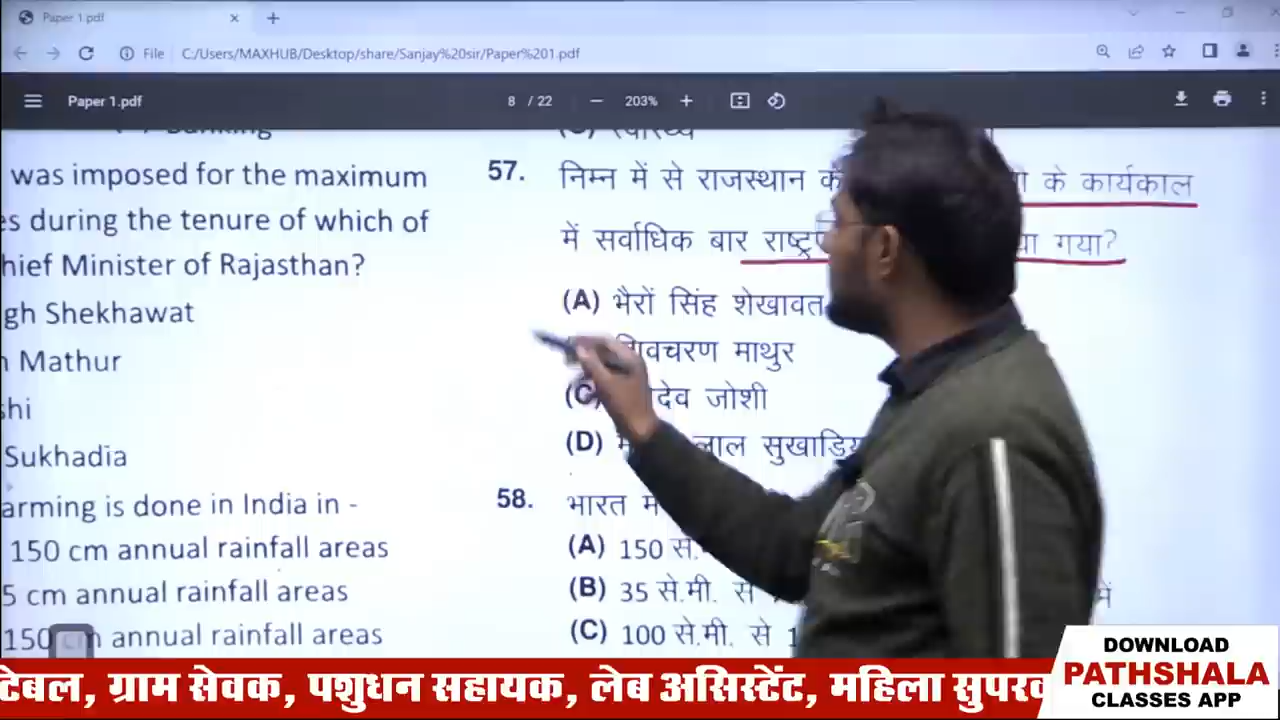 Paper 1.pdf
File C:/Users/MAXHUB/Desktop/share/Sanjay%20sir/Paper%201.pdf
Paper 1.pdf
8 / 22
203%
was imposed for the maximum
es during the tenure of which of
hief Minister of Rajasthan?
gh Shekhawat
n Mathur
shi
Sukhadia
arming is done in India in -
150 cm annual rainfall areas
5 cm annual rainfall areas
150 cm annual rainfall areas
57. निम्न में से राजस्थान के कार्यकाल
में सर्वाधिक बार गया?
(A) भैरों सिंह शेखावत
माथुर
(C) जोशी
(D)
58. भारत
(A) 150
(B) 35 से.मी. से
(C) 100 से.मी. से
टेबल, ग्राम सेवक, पशुधन सहायक, लेब असिस्टेंट, महिला
DOWNLOAD
PATHSHALA
CLASSES APP